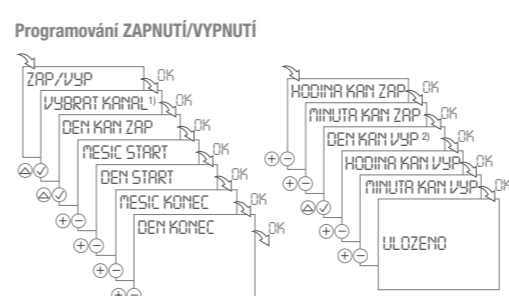 Programování ZAPNUTÍ/VYPNUTÍ
ZAP/VYP
OK
VYBRAT KANAL 1)
OK
DEN KAN ZAP
OK
MESIC START
OK
DEN START
OK
MESIC KONEC
OK
DEN KONEC
OK
HODINA KAN ZAP
OK
MINUTA KAN ZAP
OK
DEN KAN VYP 2)
OK
HODINA KAN VYP
OK
MINUTA KAN VYP
OK
ULOZENO